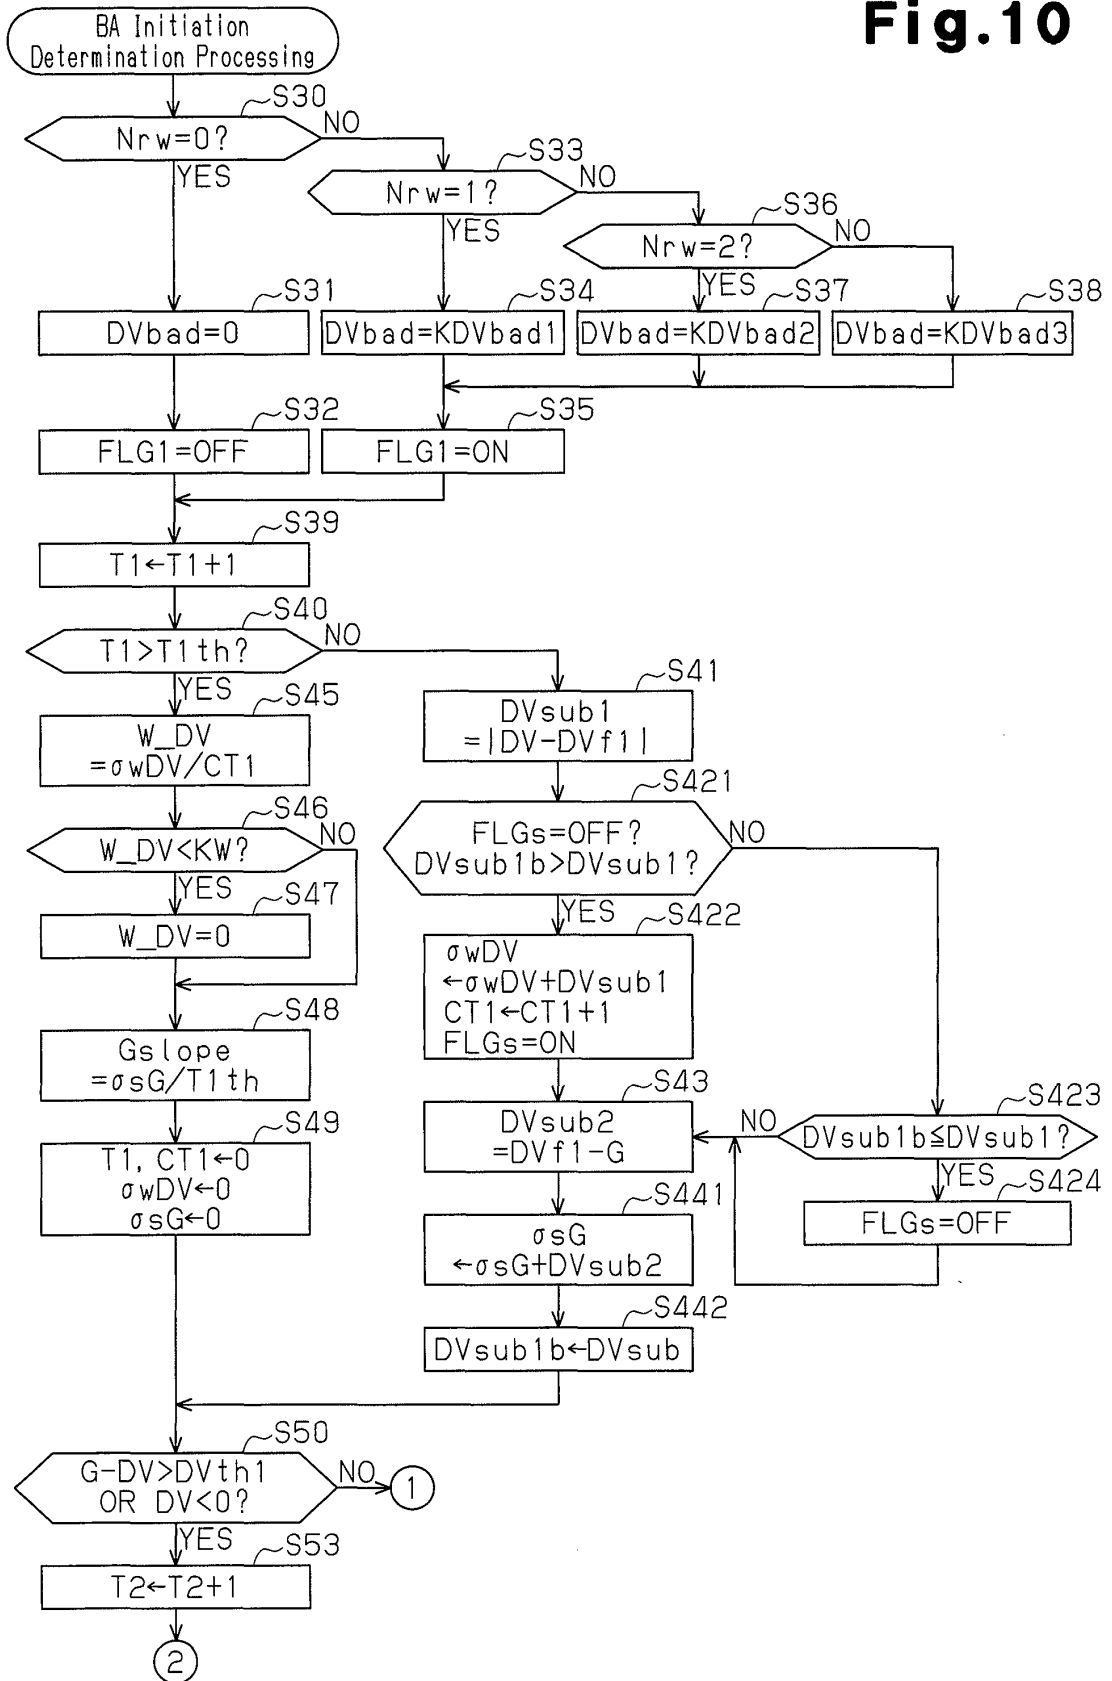 Fig.10
BA Initiation
Determination Processing
S30
Nrw=0?
NO
YES
S33
Nrw=1?
NO
YES
S36
Nrw=2?
NO
YES
S31
DVbad=0
S34
DVbad=KDVbad1
S37
DVbad=KDVbad2
S38
DVbad=KDVbad3
S32
FLG1=OFF
S35
FLG1=ON
S39
T1←T1+1
S40
T1>T1th?
NO
YES
S45
W_DV
=σwDV/CT1
S46
W_DV<KW?
NO
YES
S47
W_DV=0
S48
Gslope
=σsG/T1th
S49
T1, CT1←0
σwDV←0
σsG←0
S41
DVsub1
=|DV-DVf1|
S421
FLGs=OFF?
DVsub1b>DVsub1?
NO
YES
S422
σwDV
←σwDV+DVsub1
CT1←CT1+1
FLGs=ON
S43
DVsub2
=DVf1-G
S423
DVsub1b≦DVsub1?
NO
YES
S424
FLGs=OFF
S441
σsG
←σsG+DVsub2
S442
DVsub1b←DVsub
S50
G-DV>DVth1
OR DV<0?
NO
1
YES
S53
T2←T2+1
2